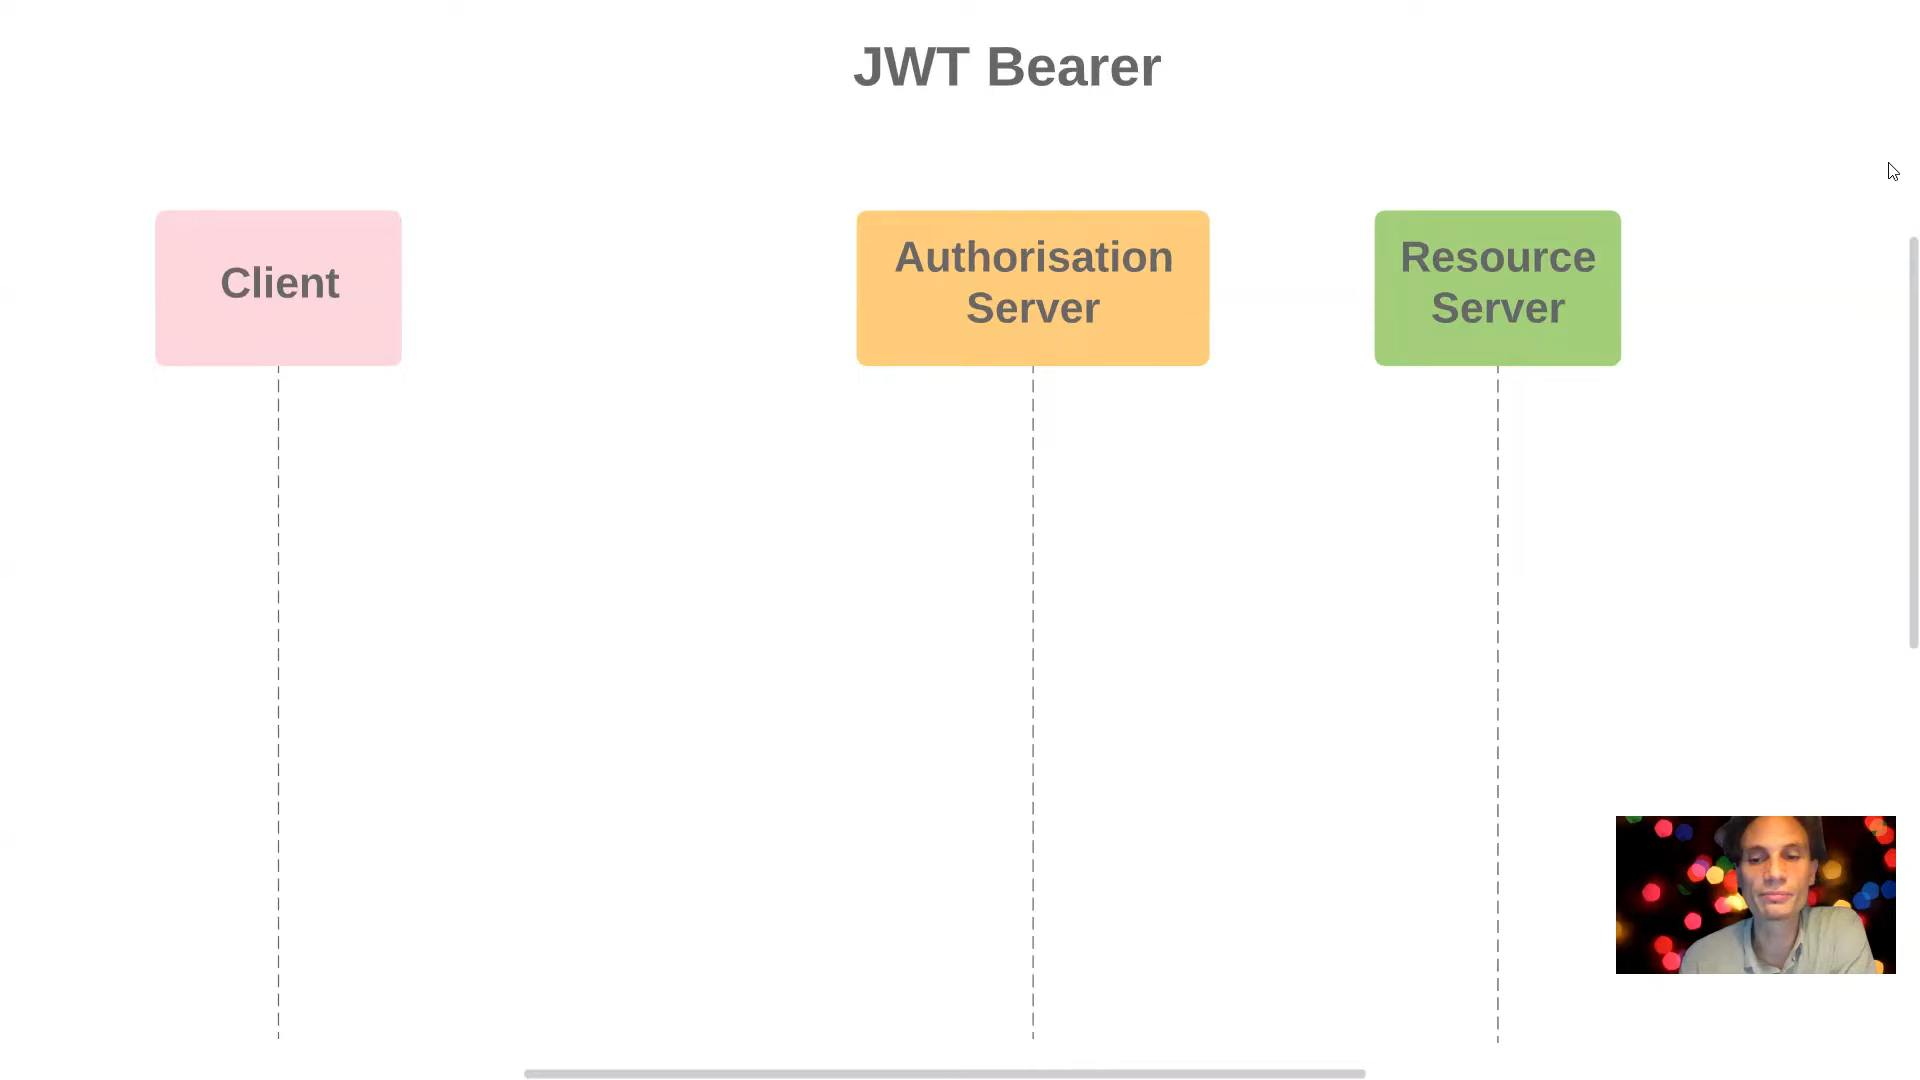 JWT Bearer
Client
Authorisation
Server
Resource
Server